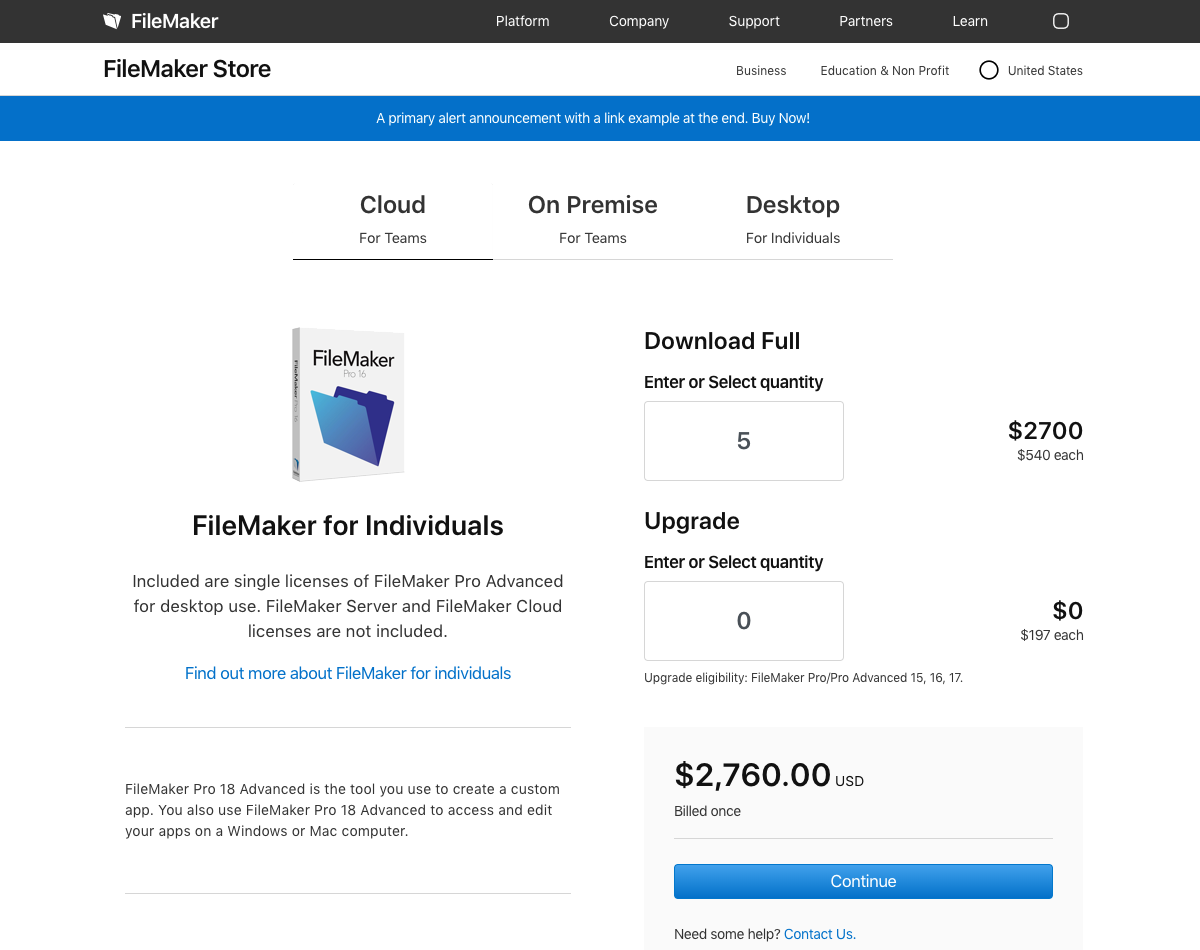 FileMaker
Platform
Company
Support
Partners
Learn
FileMaker Store
Business
Education & Non Profit
United States
A primary alert announcement with a link example at the end. Buy Now!
Cloud
For Teams
On Premise
For Teams
Desktop
For Individuals
FileMaker
Pro 16
FileMaker Pro 16
FileMaker for Individuals
Included are single licenses of FileMaker Pro Advanced
for desktop use. FileMaker Server and FileMaker Cloud
licenses are not included.
Find out more about FileMaker for individuals
FileMaker Pro 18 Advanced is the tool you use to create a custom
app. You also use FileMaker Pro 18 Advanced to access and edit
your apps on a Windows or Mac computer.
Download Full
Enter or Select quantity
5
$2700
$540 each
Upgrade
Enter or Select quantity
0
$0
$197 each
Upgrade eligibility: FileMaker Pro/Pro Advanced 15, 16, 17.
$2,760.00 USD
Billed once
Continue
Need some help? Contact Us.